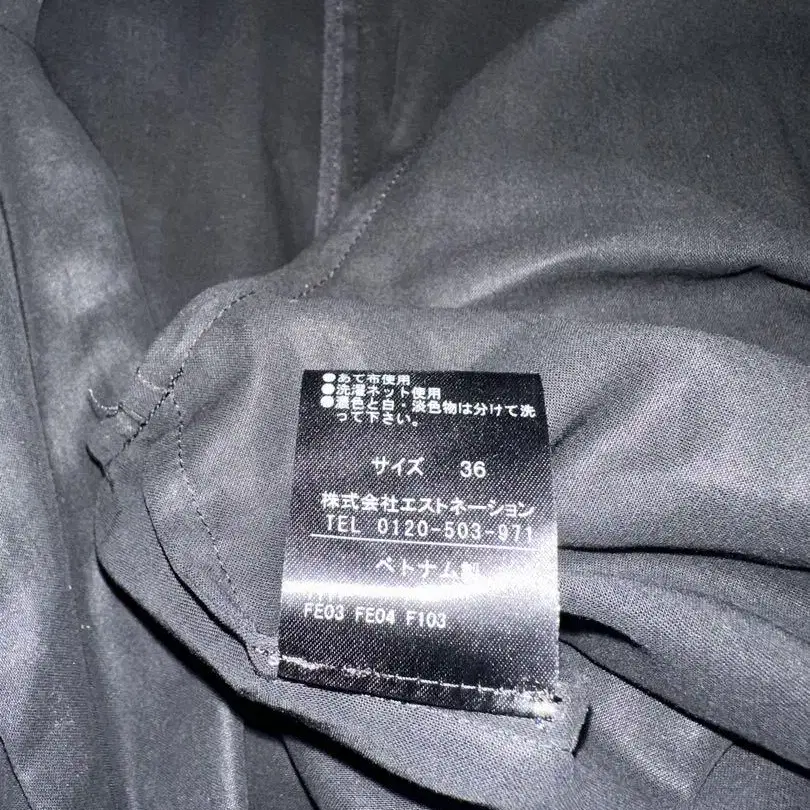 ●あて布使用
●洗濯ネット使用
●濃色と白・淡色物は分けて洗
って下さい。
サイズ 36
株式会社エストネーション
TEL 0120-503-971
ベトナム製
FE03 FE04 F103